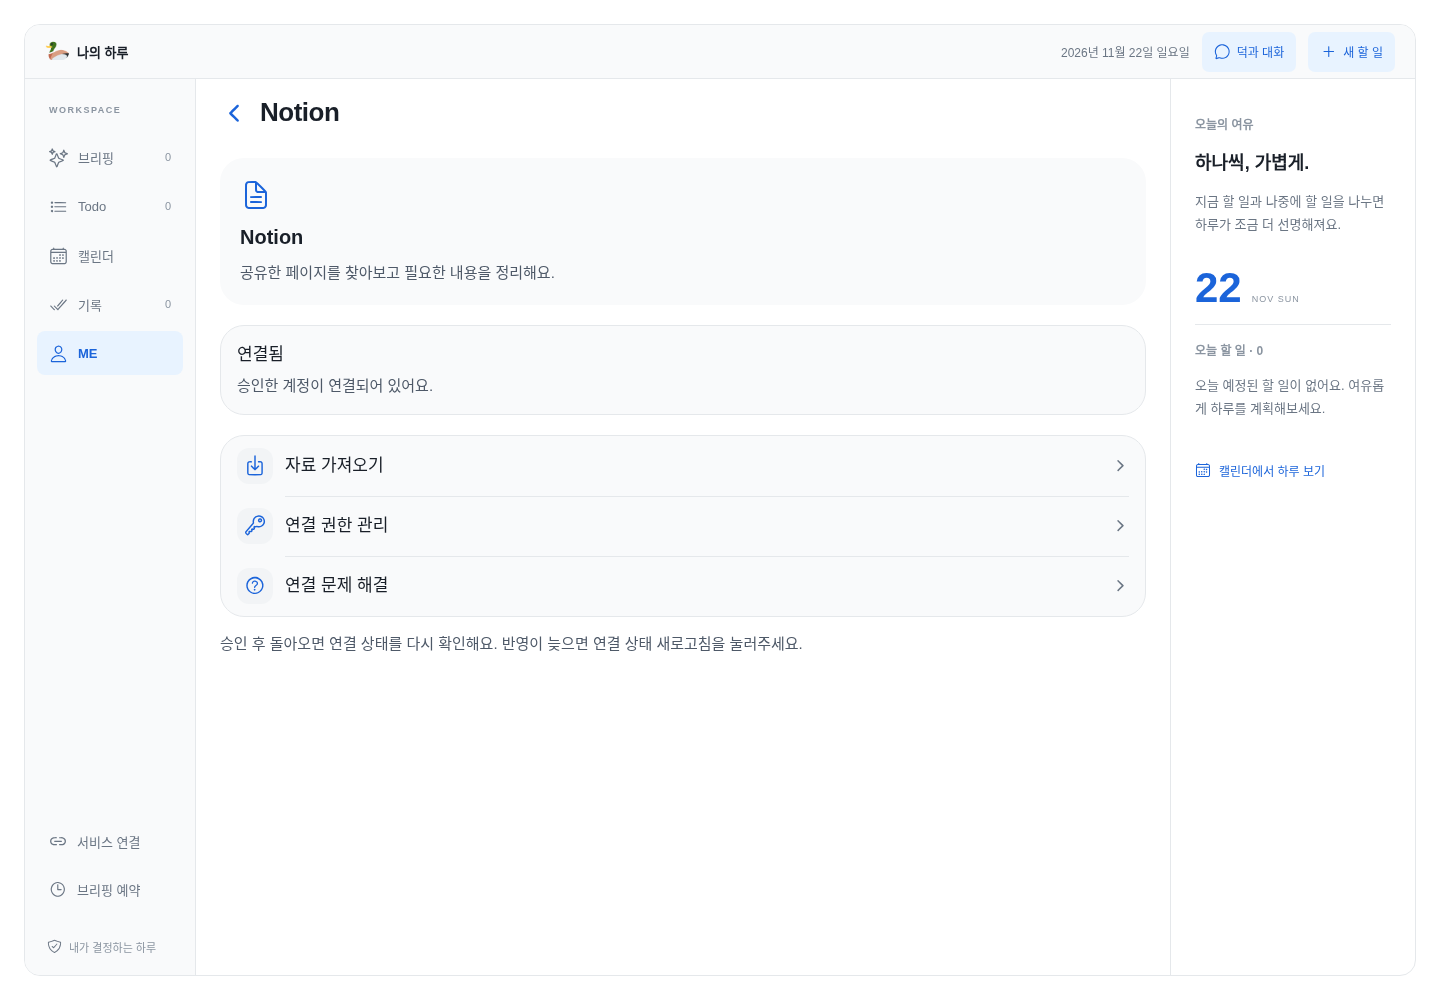 나의 하루
2026년 11월 22일 일요일
덕과 대화
새 할 일
WORKSPACE
브리핑 0
Todo 0
캘린더
기록 0
ME
서비스 연결
브리핑 예약
내가 결정하는 하루
Notion
Notion
공유한 페이지를 찾아보고 필요한 내용을 정리해요.
연결됨
승인한 계정이 연결되어 있어요.
자료 가져오기
연결 권한 관리
연결 문제 해결
승인 후 돌아오면 연결 상태를 다시 확인해요. 반영이 늦으면 연결 상태 새로고침을 눌러주세요.
오늘의 여유
하나씩, 가볍게.
지금 할 일과 나중에 할 일을 나누면
하루가 조금 더 선명해져요.
22 NOV SUN
오늘 할 일 · 0
오늘 예정된 할 일이 없어요. 여유롭
게 하루를 계획해보세요.
캘린더에서 하루 보기